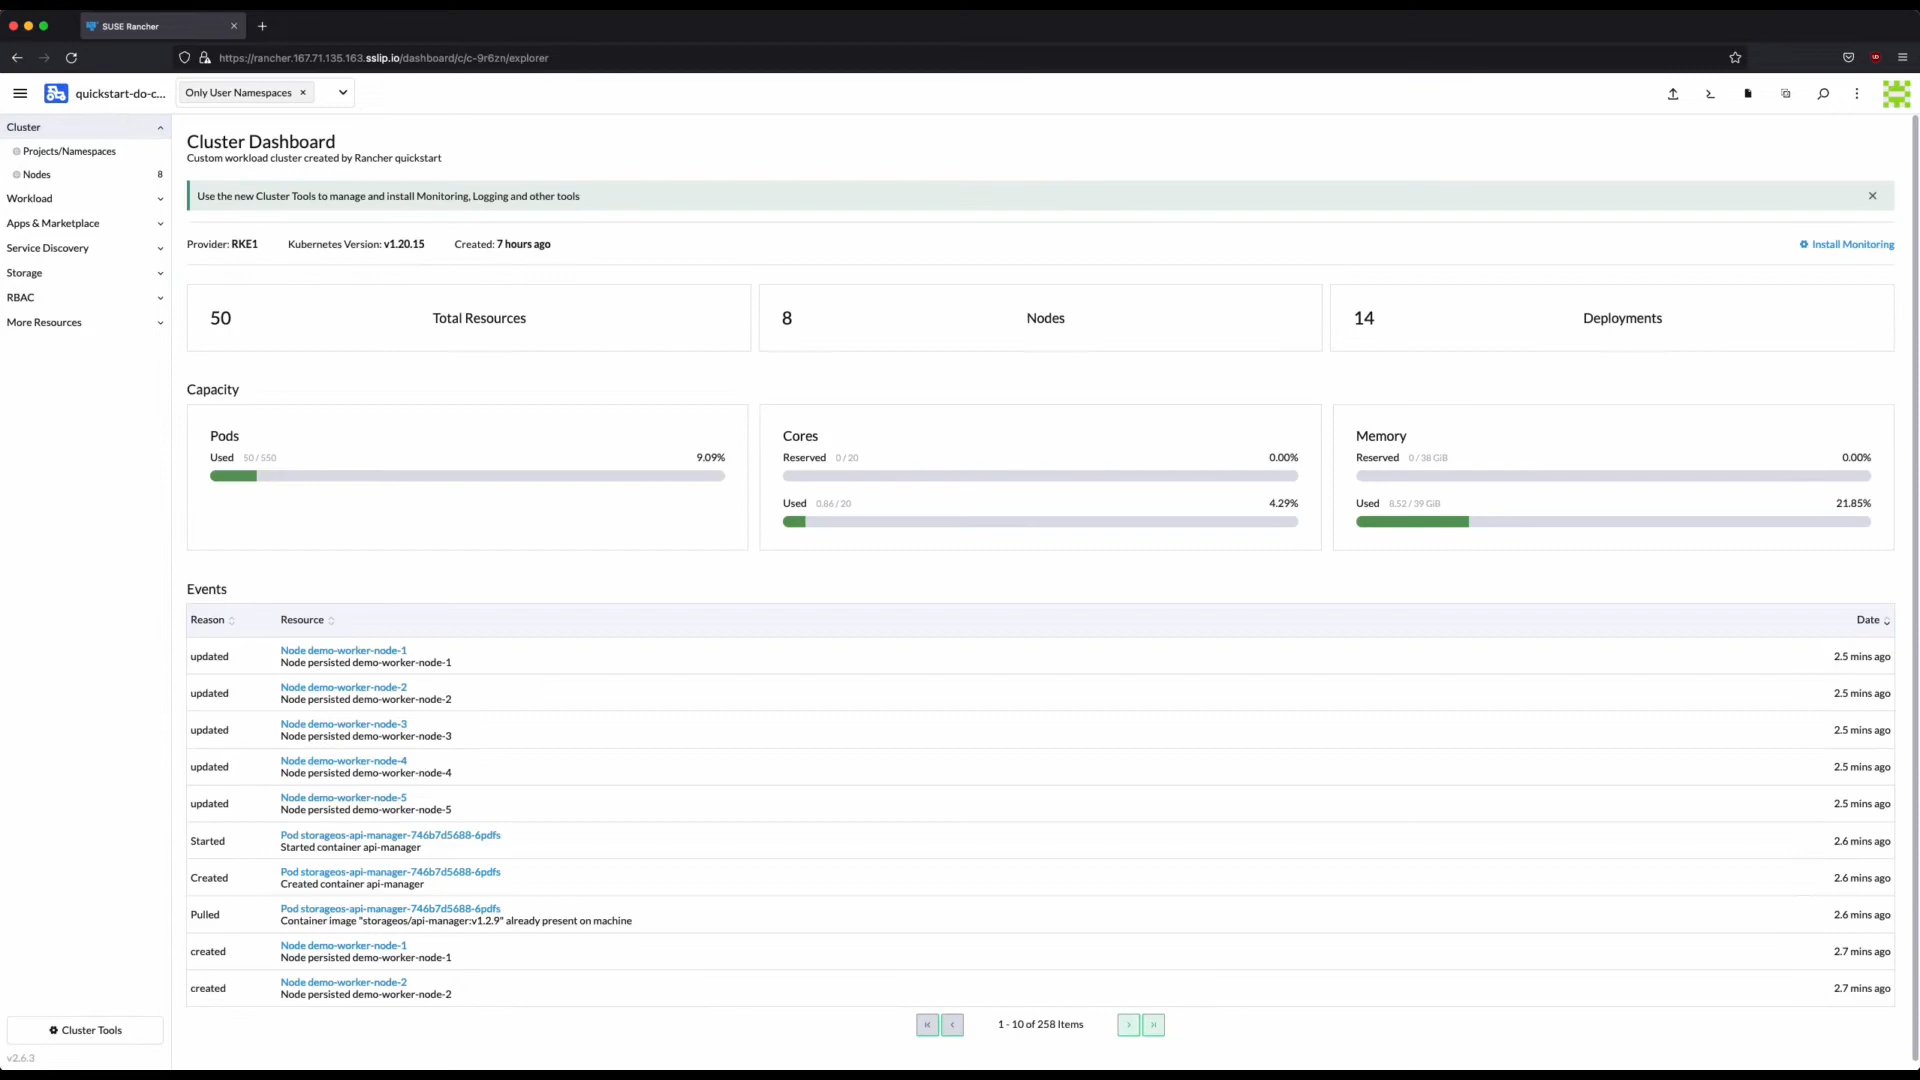 SUSE Rancher
https://rancher.167.71.135.163.sslip.io/dashboard/c/c-9r6zn/explorer
quickstart-do-c...
Only User Namespaces
Cluster
Projects/Namespaces
Nodes 8
Workload
Apps & Marketplace
Service Discovery
Storage
RBAC
More Resources
Cluster Tools
v2.6.3
Cluster Dashboard
Custom workload cluster created by Rancher quickstart
Use the new Cluster Tools to manage and install Monitoring, Logging and other tools
Provider: RKE1 Kubernetes Version: v1.20.15 Created: 7 hours ago Install Monitoring
50 Total Resources 8 Nodes 14 Deployments
Capacity
Pods
Used 50 / 550 9.09%
Cores
Reserved 0 / 20 0.00%
Used 0.86 / 20 4.29%
Memory
Reserved 0 / 38 GiB 0.00%
Used 8.52 / 39 GiB 21.85%
Events
Reason Resource Date
updated Node demo-worker-node-1 2.5 mins ago
Node persisted demo-worker-node-1
updated Node demo-worker-node-2 2.5 mins ago
Node persisted demo-worker-node-2
updated Node demo-worker-node-3 2.5 mins ago
Node persisted demo-worker-node-3
updated Node demo-worker-node-4 2.5 mins ago
Node persisted demo-worker-node-4
updated Node demo-worker-node-5 2.5 mins ago
Node persisted demo-worker-node-5
Started Pod storageos-api-manager-746b7d5688-6pdfs 2.6 mins ago
Started container api-manager
Created Pod storageos-api-manager-746b7d5688-6pdfs 2.6 mins ago
Created container api-manager
Pulled Pod storageos-api-manager-746b7d5688-6pdfs 2.6 mins ago
Container image "storageos/api-manager:v1.2.9" already present on machine
created Node demo-worker-node-1 2.7 mins ago
Node persisted demo-worker-node-1
created Node demo-worker-node-2 2.7 mins ago
Node persisted demo-worker-node-2
1 - 10 of 258 Items